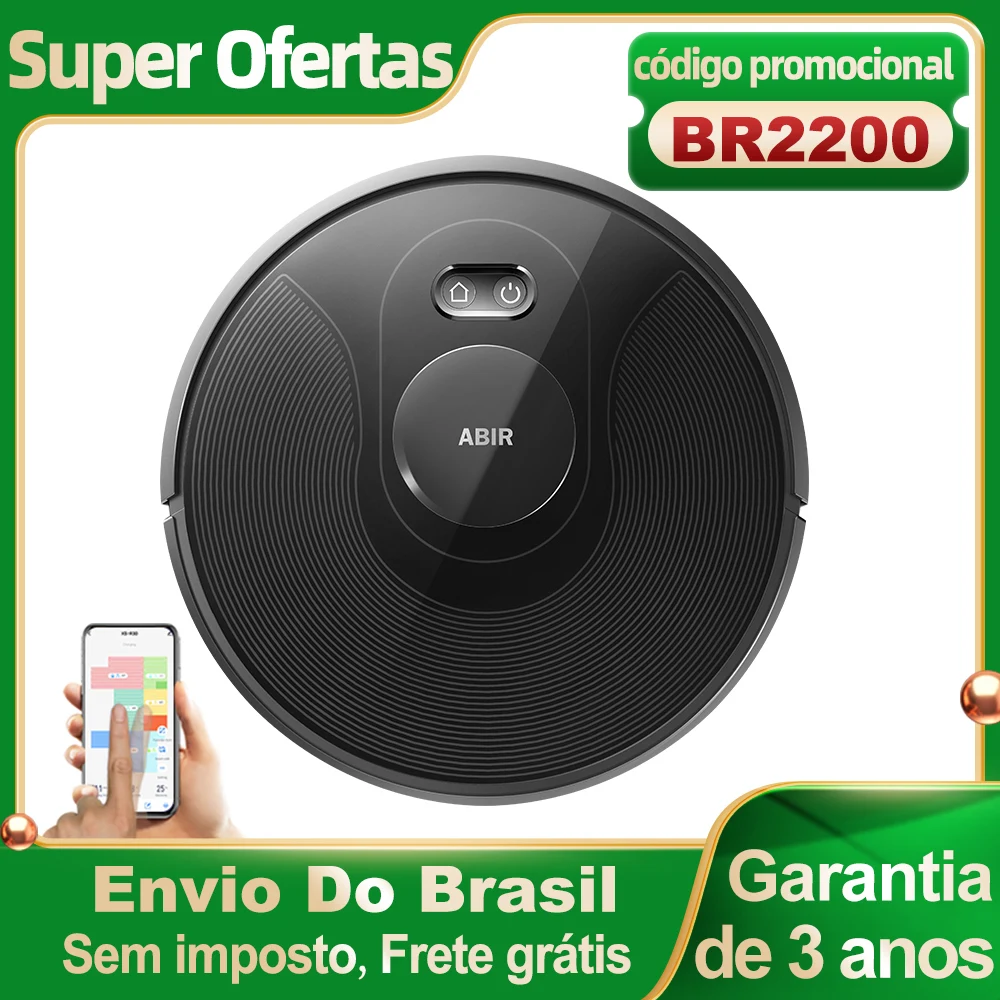 Super Ofertas
código promocional
BR2200
ABIR
Envio Do Brasil
Sem imposto, Frete grátis
Garantia
de 3 anos